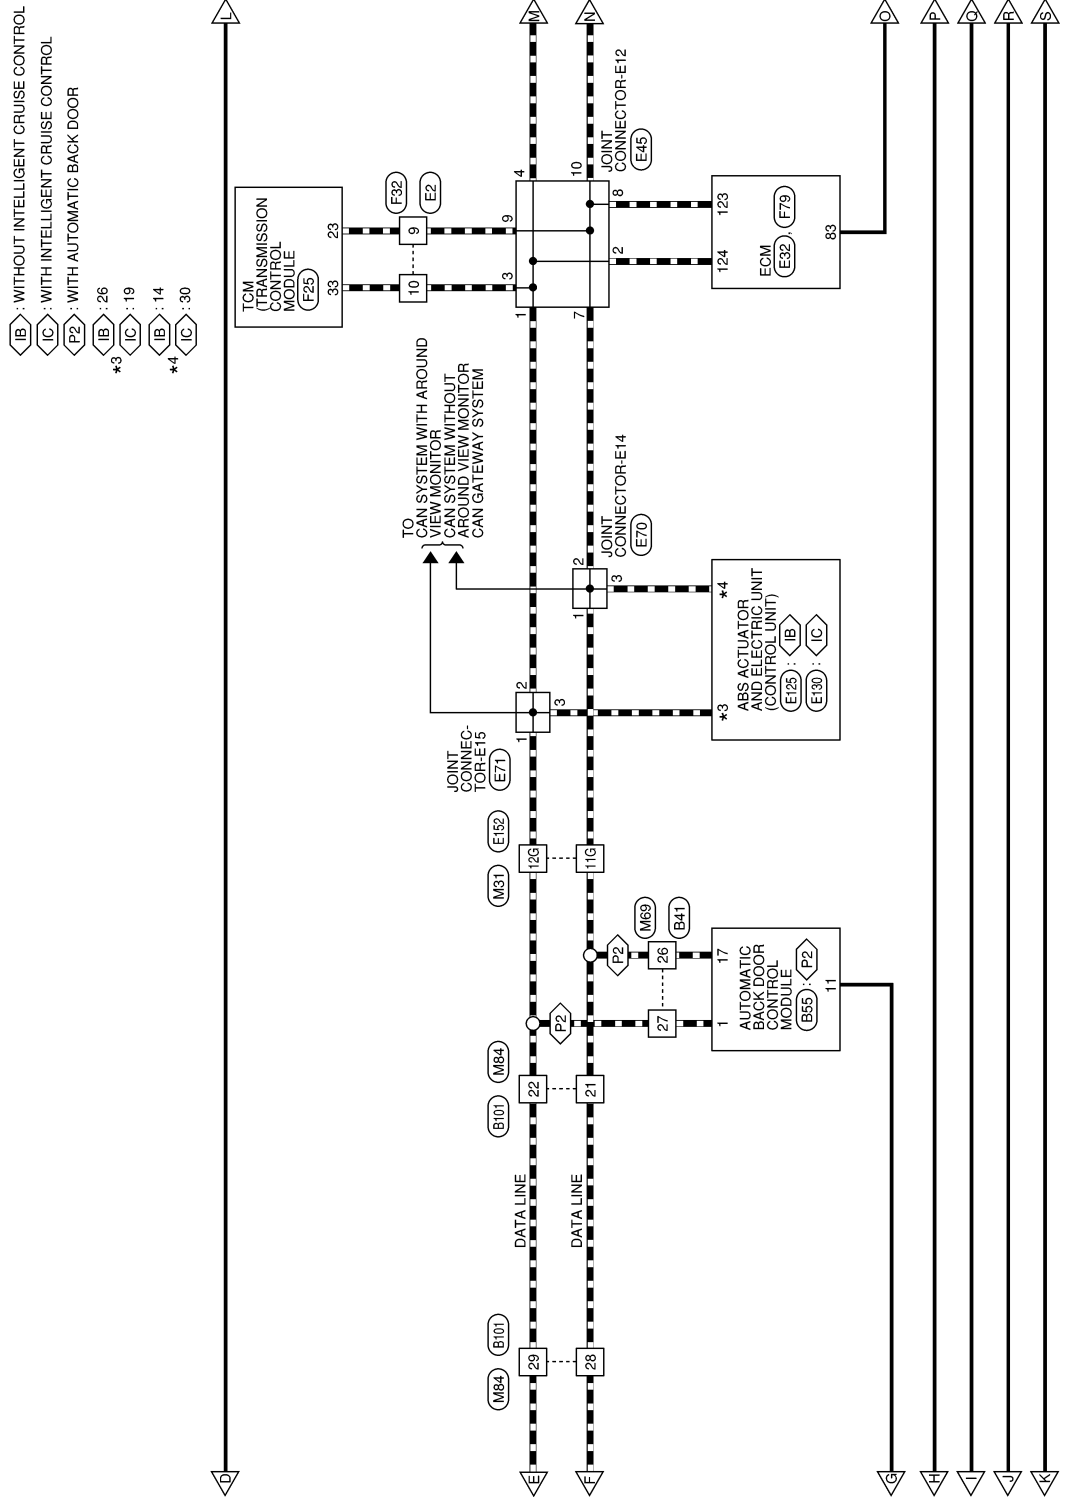 IB : WITHOUT INTELLIGENT CRUISE CONTROL
IC : WITH INTELLIGENT CRUISE CONTROL
P2 : WITH AUTOMATIC BACK DOOR
*3 IB : 26
IC : 19
*4 IB : 14
IC : 30
D
L
TCM
(TRANSMISSION
CONTROL
MODULE)
F25
33
23
F32
E2
10
9
TO
CAN SYSTEM WITH AROUND
VIEW MONITOR
CAN SYSTEM WITHOUT
AROUND VIEW MONITOR
CAN GATEWAY SYSTEM
JOINT
CONNEC-
TOR-E15
E71
M84
B101
B101
M84
M31
E152
E
29
DATA LINE
22
P2
12G
1
2
3
1
3
9
4
M
F
28
DATA LINE
21
P2
11G
1
2
3
7
2
8
10
N
JOINT
CONNECTOR-E14
E70
JOINT
CONNECTOR-E12
E45
27
26
M69
B41
1
17
AUTOMATIC
BACK DOOR
CONTROL
MODULE
B55 : P2
11
*3
*4
ABS ACTUATOR
AND ELECTRIC UNIT
(CONTROL UNIT)
E125 : IB
E130 : IC
124
123
ECM
E32 , F79
83
G
O
H
P
I
Q
J
R
K
S